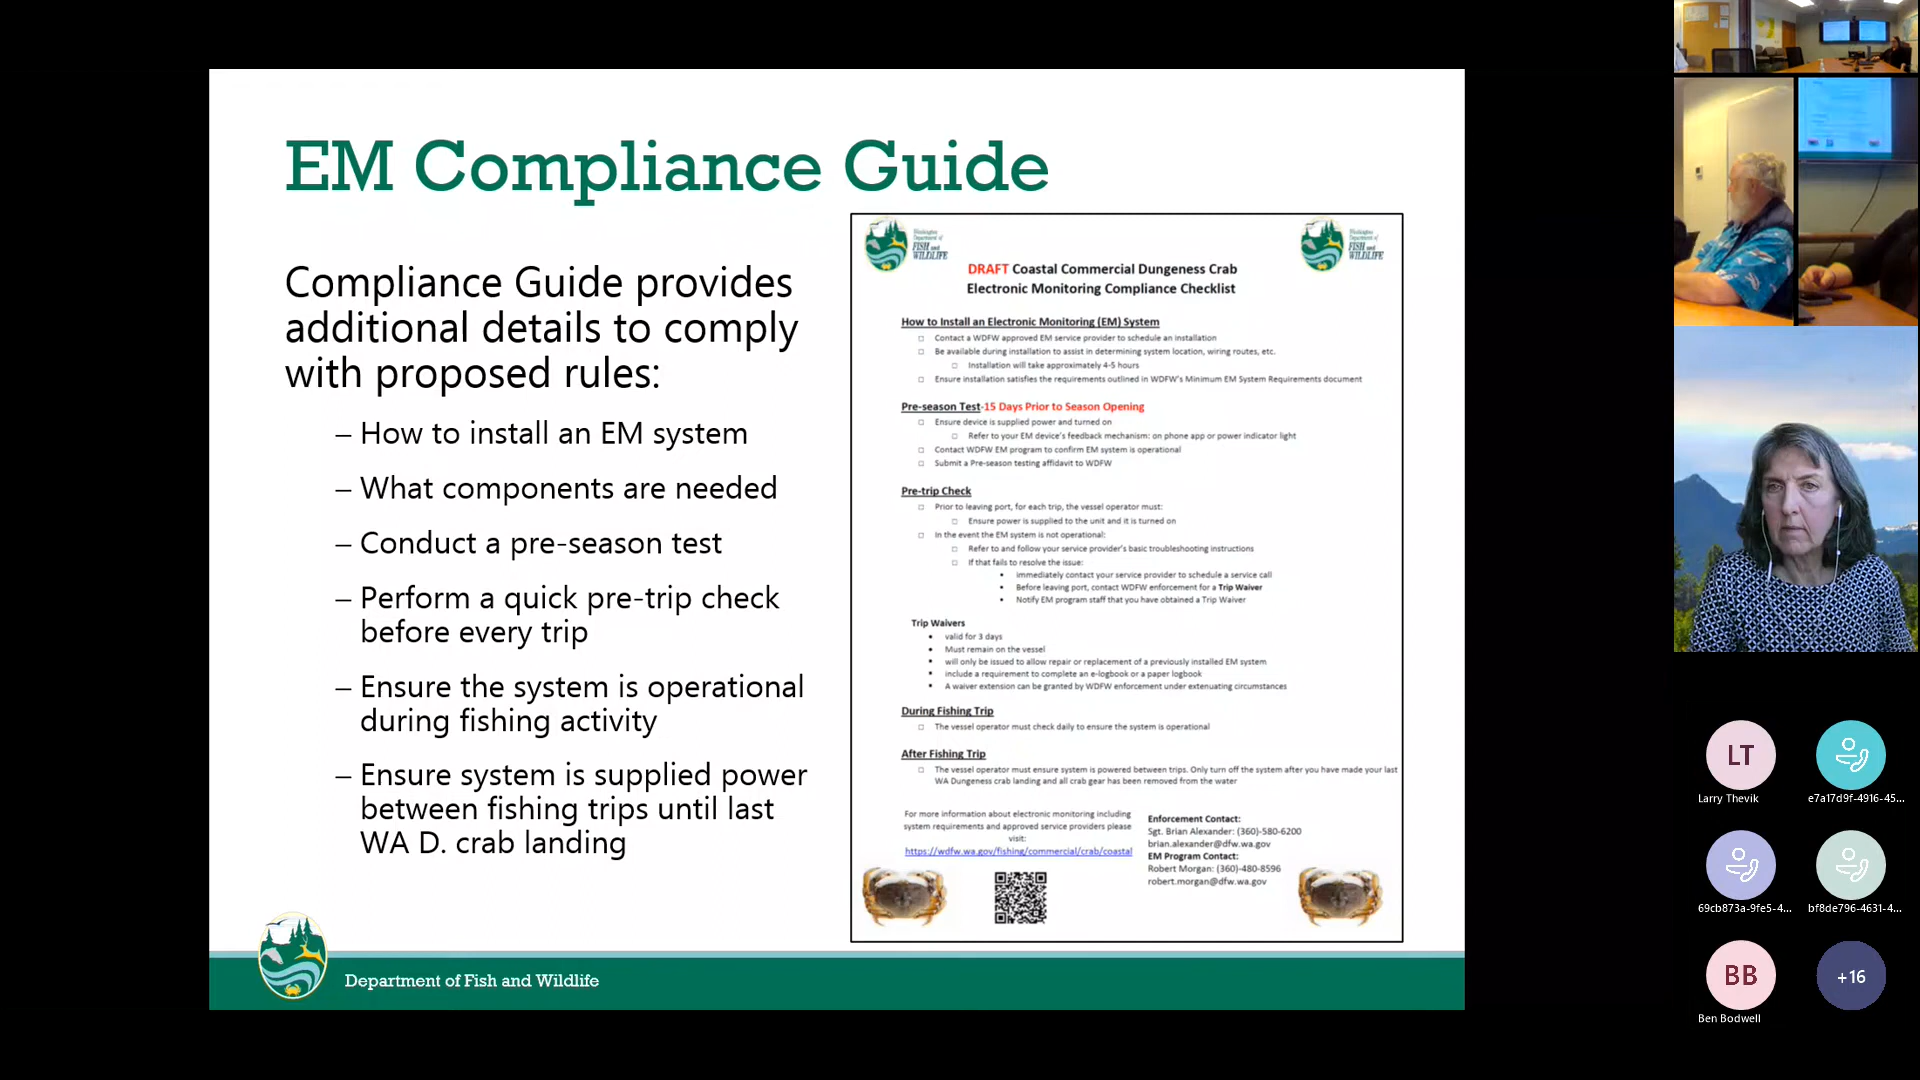 EM Compliance Guide
Compliance Guide provides
additional details to comply
with proposed rules:
– How to install an EM system
– What components are needed
– Conduct a pre-season test
– Perform a quick pre-trip check
before every trip
– Ensure the system is operational
during fishing activity
– Ensure system is supplied power
between fishing trips until last
WA D. crab landing
Department of Fish and Wildlife
Washington
Department of
FISH and
WILDLIFE
Washington
Department of
FISH and
WILDLIFE
DRAFT Coastal Commercial Dungeness Crab
Electronic Monitoring Compliance Checklist
How to Install an Electronic Monitoring (EM) System
□ Contact a WDFW approved EM service provider to schedule an installation
□ Be available during installation to assist in determining system location, wiring routes, etc.
□ Installation will take approximately 4-5 hours
□ Ensure installation satisfies the requirements outlined in WDFW's Minimum EM System Requirements document
Pre-season Test-15 Days Prior to Season Opening
□ Ensure device is supplied power and turned on
□ Refer to your EM device's feedback mechanism: on phone app or power indicator light
□ Contact WDFW EM program to confirm EM system is operational
□ Submit a Pre-season testing affidavit to WDFW
Pre-trip Check
□ Prior to leaving port, for each trip, the vessel operator must:
□ Ensure power is supplied to the unit and it is turned on
□ In the event the EM system is not operational:
□ Refer to and follow your service provider's basic troubleshooting instructions
□ If that fails to resolve the issue:
• immediately contact your service provider to schedule a service call
• Before leaving port, contact WDFW enforcement for a Trip Waiver
• Notify EM program staff that you have obtained a Trip Waiver
Trip Waivers
• valid for 3 days
• Must remain on the vessel
• will only be issued to allow repair or replacement of a previously installed EM system
• include a requirement to complete an e-logbook or a paper logbook
• A waiver extension can be granted by WDFW enforcement under extenuating circumstances
During Fishing Trip
□ The vessel operator must check daily to ensure the system is operational
After Fishing Trip
□ The vessel operator must ensure system is powered between trips. Only turn off the system after you have made your last
WA Dungeness crab landing and all crab gear has been removed from the water
For more information about electronic monitoring including
system requirements and approved service providers please
visit:
https://wdfw.wa.gov/fishing/commercial/crab/coastal
Enforcement Contact:
Sgt. Brian Alexander: (360)-580-6200
brian.alexander@dfw.wa.gov
EM Program Contact:
Robert Morgan: (360)-480-8596
robert.morgan@dfw.wa.gov
LT
Larry Thevik
e7a17d9f-4916-45...
69cb873a-9fe5-4...
bf8de796-4631-4...
BB
Ben Bodwell
+16